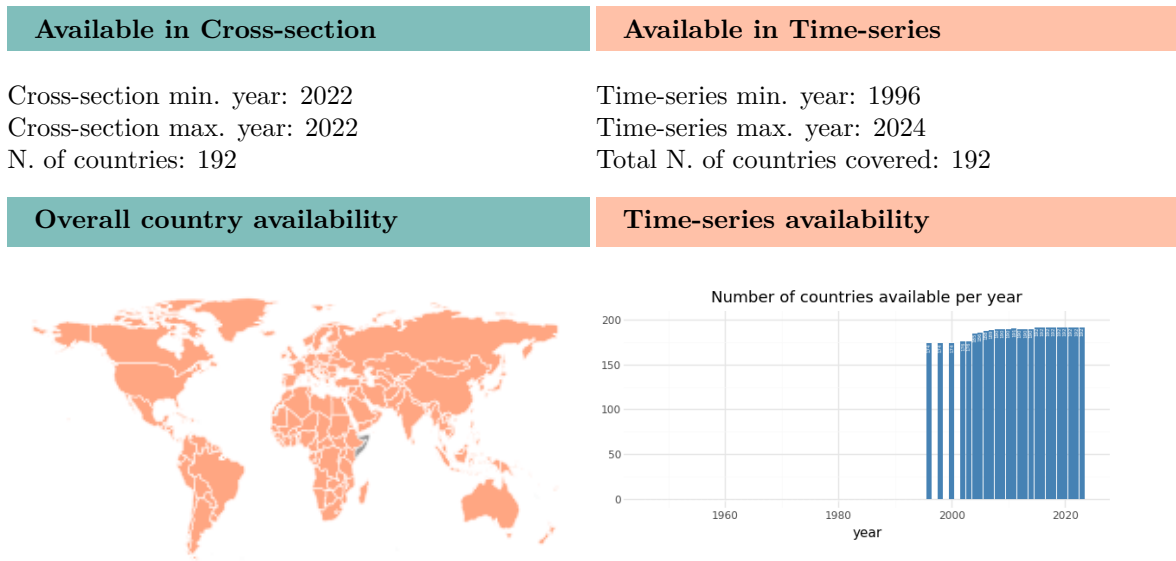 Available in Cross-section
Available in Time-series
Cross-section min. year: 2022
Cross-section max. year: 2022
N. of countries: 192
Time-series min. year: 1996
Time-series max. year: 2024
Total N. of countries covered: 192
Overall country availability
Time-series availability
Number of countries available per year
200
150
100
50
0
1960
1980
2000
2020
year